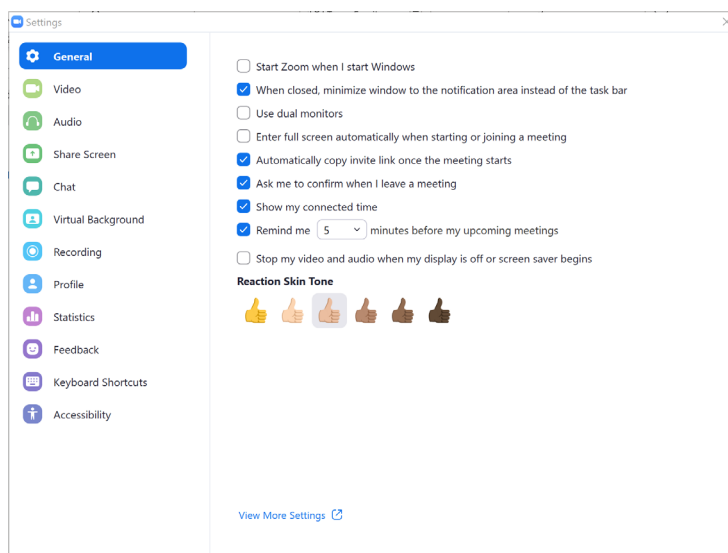 Settings
General
Video
Audio
Share Screen
Chat
Virtual Background
Recording
Profile
Statistics
Feedback
Keyboard Shortcuts
Accessibility
Start Zoom when I start Windows
When closed, minimize window to the notification area instead of the task bar
Use dual monitors
Enter full screen automatically when starting or joining a meeting
Automatically copy invite link once the meeting starts
Ask me to confirm when I leave a meeting
Show my connected time
Remind me 5 minutes before my upcoming meetings
Stop my video and audio when my display is off or screen saver begins
Reaction Skin Tone
View More Settings